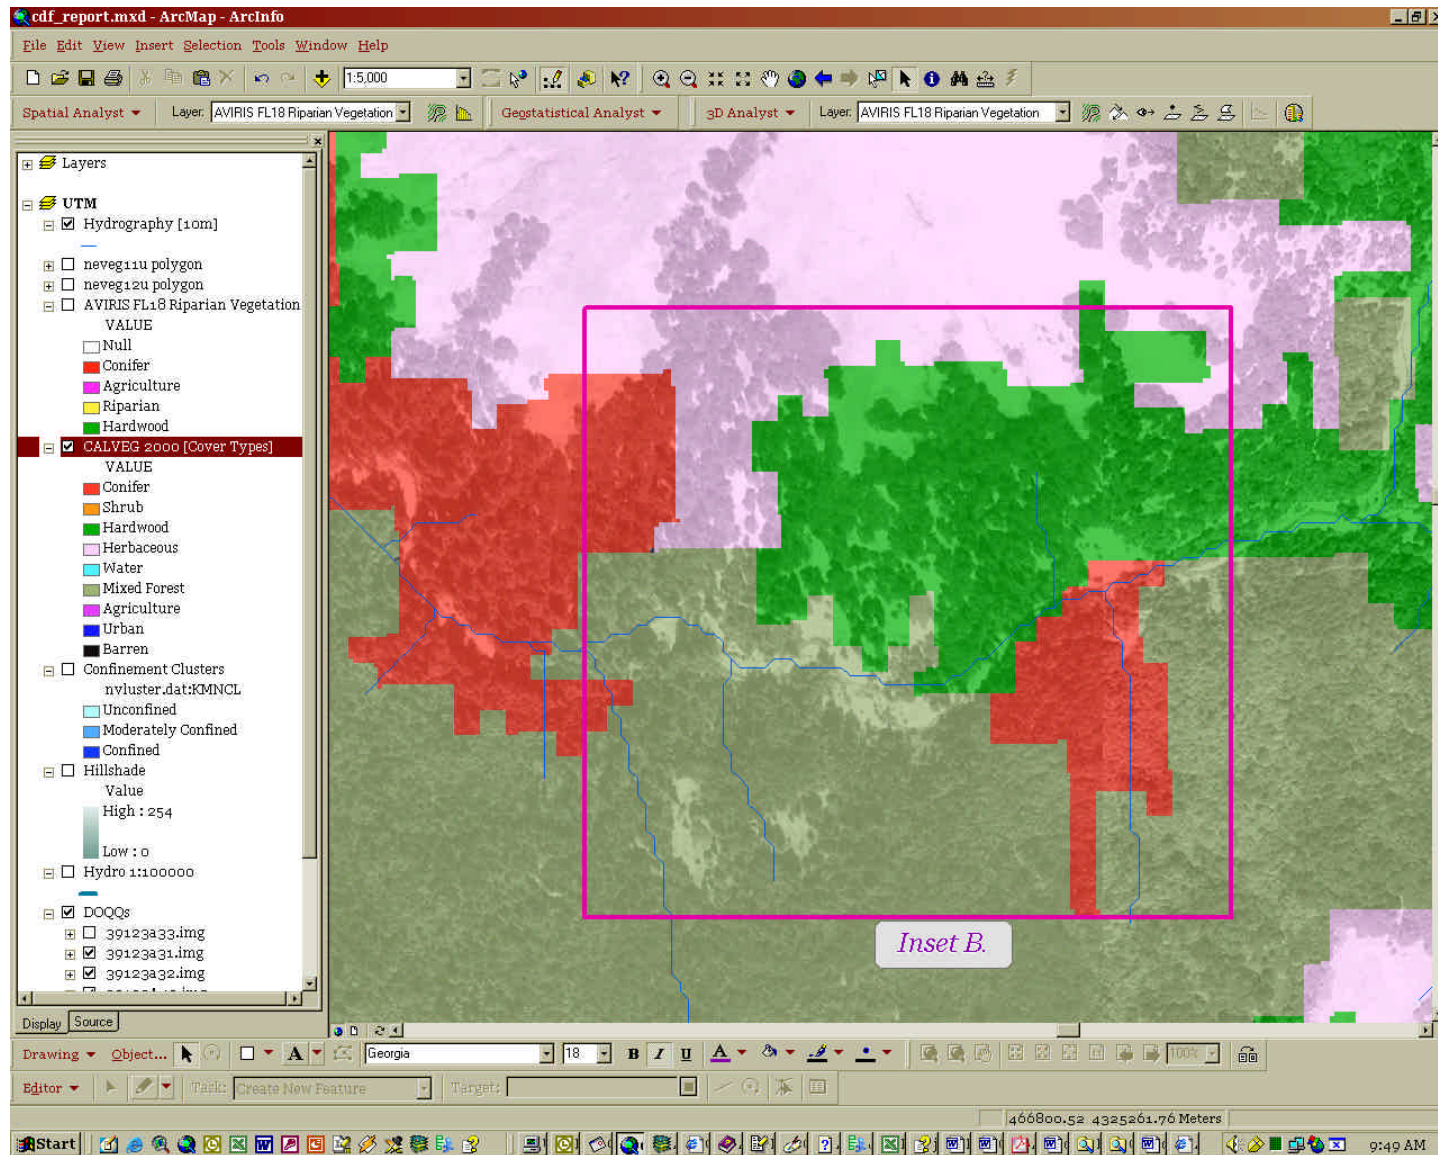 cdf_report.mxd - ArcMap - ArcInfo
File Edit View Insert Selection Tools Window Help
1:5,000
Spatial Analyst Layer: AVIRIS FL18 Riparian Vegetation Geostatistical Analyst 3D Analyst Layer: AVIRIS FL18 Riparian Vegetation
Layers
UTM
Hydrography [10m]
neveg11u polygon
neveg12u polygon
AVIRIS FL18 Riparian Vegetation
VALUE
Null
Conifer
Agriculture
Riparian
Hardwood
CALVEG 2000 [Cover Types]
VALUE
Conifer
Shrub
Hardwood
Herbaceous
Water
Mixed Forest
Agriculture
Urban
Barren
Confinement Clusters
nvluster.dat:KMNCL
Unconfined
Moderately Confined
Confined
Hillshade
Value
High : 254
Low : 0
Hydro 1:100000
DOQQs
39123a33.img
39123a31.img
39123a32.img
Inset B.
Display Source
Drawing Object... A Georgia 18 B I U A 100%
Editor Task: Create New Feature Target:
466800.52 4325261.76 Meters
Start 9:49 AM